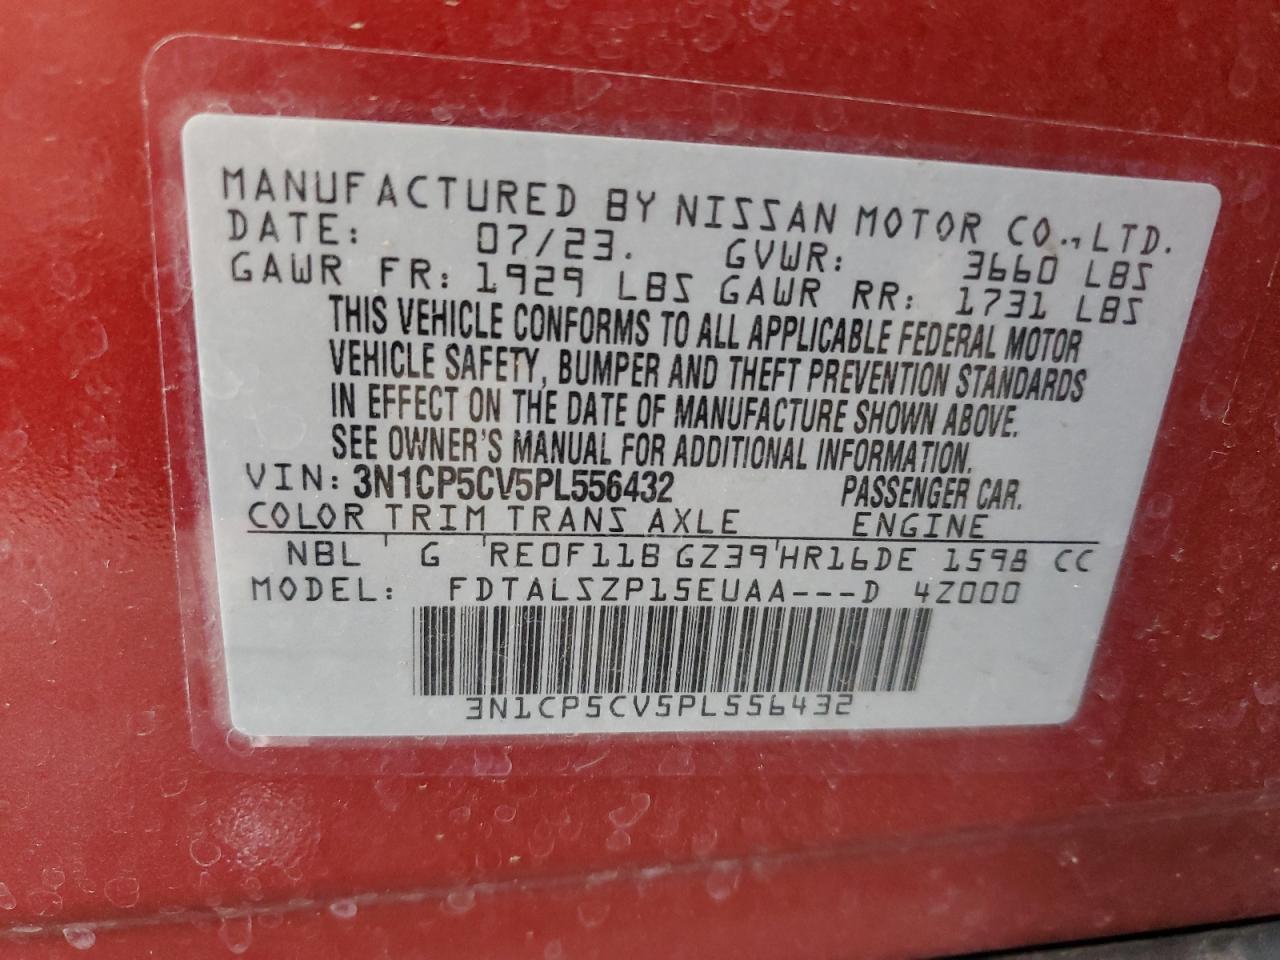 MANUFACTURED BY NISSAN MOTOR CO.,LTD.
DATE: 07/23. GVWR: 3660 LBS
GAWR FR: 1929 LBS GAWR RR: 1731 LBS
THIS VEHICLE CONFORMS TO ALL APPLICABLE FEDERAL MOTOR
VEHICLE SAFETY, BUMPER AND THEFT PREVENTION STANDARDS
IN EFFECT ON THE DATE OF MANUFACTURE SHOWN ABOVE.
SEE OWNER'S MANUAL FOR ADDITIONAL INFORMATION.
VIN: 3N1CP5CV5PL556432 PASSENGER CAR.
COLOR TRIM TRANS AXLE ENGINE
NBL ' G 'RE0F11B GZ39'HR16DE 1598 CC
MODEL: FDTALSZP15EUAA---D 4Z000
3N1CP5CV5PL556432